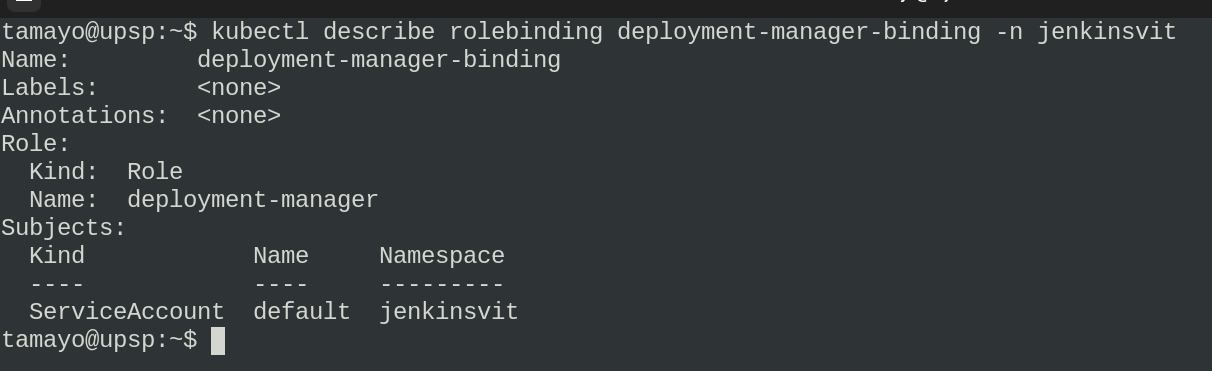 tamayo@upsp:~$ kubectl describe rolebinding deployment-manager-binding -n jenkinsvit
Name:         deployment-manager-binding
Labels:       <none>
Annotations:  <none>
Role:
  Kind:  Role
  Name:  deployment-manager
Subjects:
  Kind            Name     Namespace
  ----            ----     ---------
  ServiceAccount  default  jenkinsvit
tamayo@upsp:~$